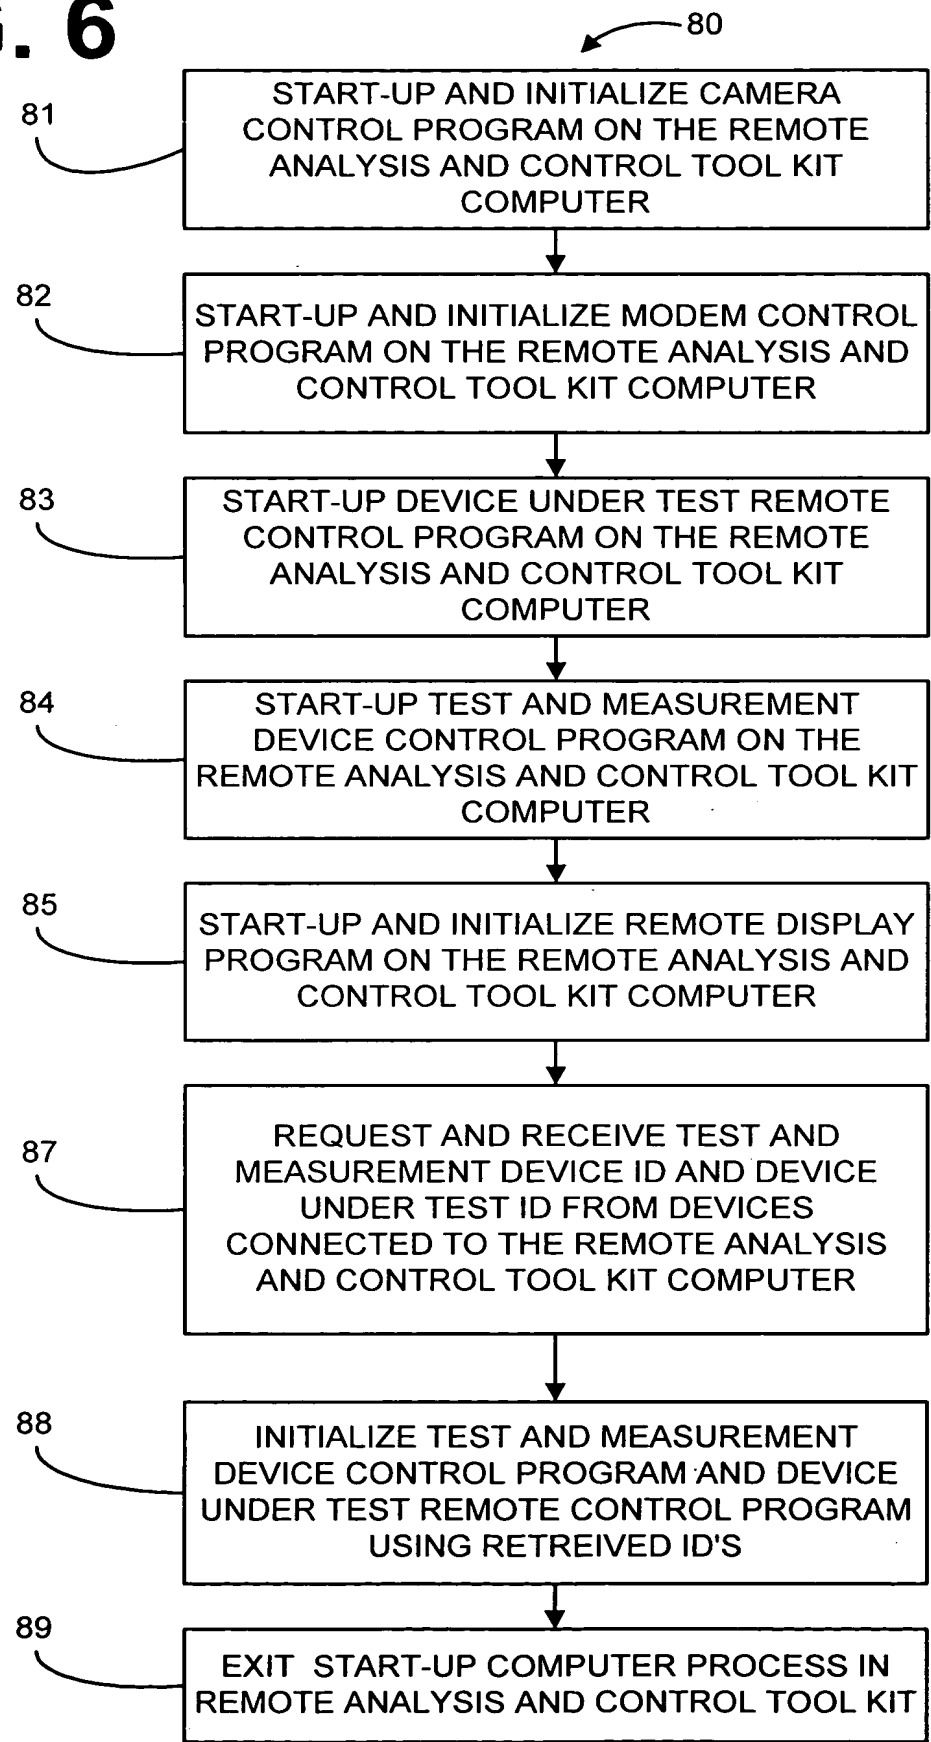 . 6
80
81
START-UP AND INITIALIZE CAMERA
CONTROL PROGRAM ON THE REMOTE
ANALYSIS AND CONTROL TOOL KIT
COMPUTER
82
START-UP AND INITIALIZE MODEM CONTROL
PROGRAM ON THE REMOTE ANALYSIS AND
CONTROL TOOL KIT COMPUTER
83
START-UP DEVICE UNDER TEST REMOTE
CONTROL PROGRAM ON THE REMOTE
ANALYSIS AND CONTROL TOOL KIT
COMPUTER
84
START-UP TEST AND MEASUREMENT
DEVICE CONTROL PROGRAM ON THE
REMOTE ANALYSIS AND CONTROL TOOL KIT
COMPUTER
85
START-UP AND INITIALIZE REMOTE DISPLAY
PROGRAM ON THE REMOTE ANALYSIS AND
CONTROL TOOL KIT COMPUTER
87
REQUEST AND RECEIVE TEST AND
MEASUREMENT DEVICE ID AND DEVICE
UNDER TEST ID FROM DEVICES
CONNECTED TO THE REMOTE ANALYSIS
AND CONTROL TOOL KIT COMPUTER
88
INITIALIZE TEST AND MEASUREMENT
DEVICE CONTROL PROGRAM AND DEVICE
UNDER TEST REMOTE CONTROL PROGRAM
USING RETREIVED ID'S
89
EXIT START-UP COMPUTER PROCESS IN
REMOTE ANALYSIS AND CONTROL TOOL KIT